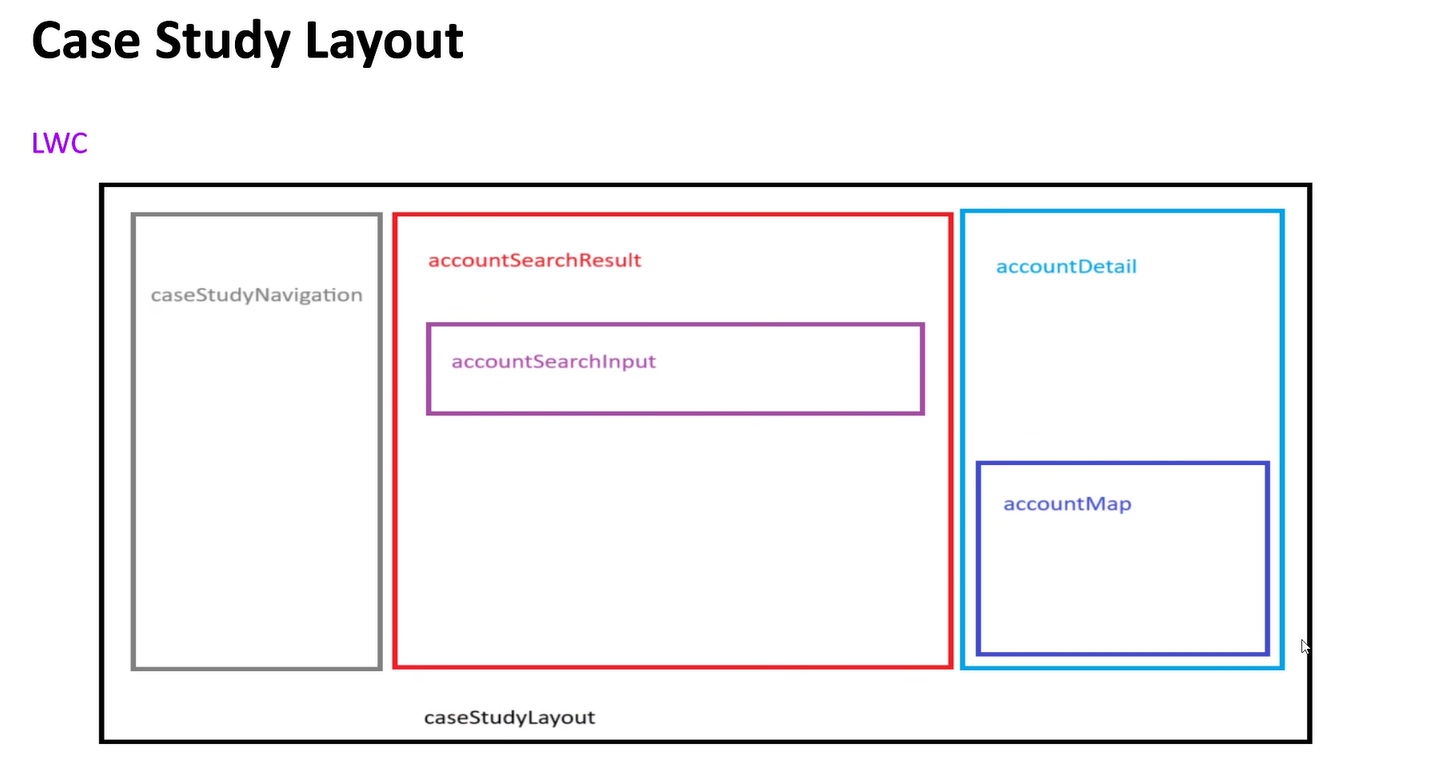 Case Study Layout
LWC
caseStudyNavigation
accountSearchResult
accountSearchInput
accountDetail
accountMap
caseStudyLayout